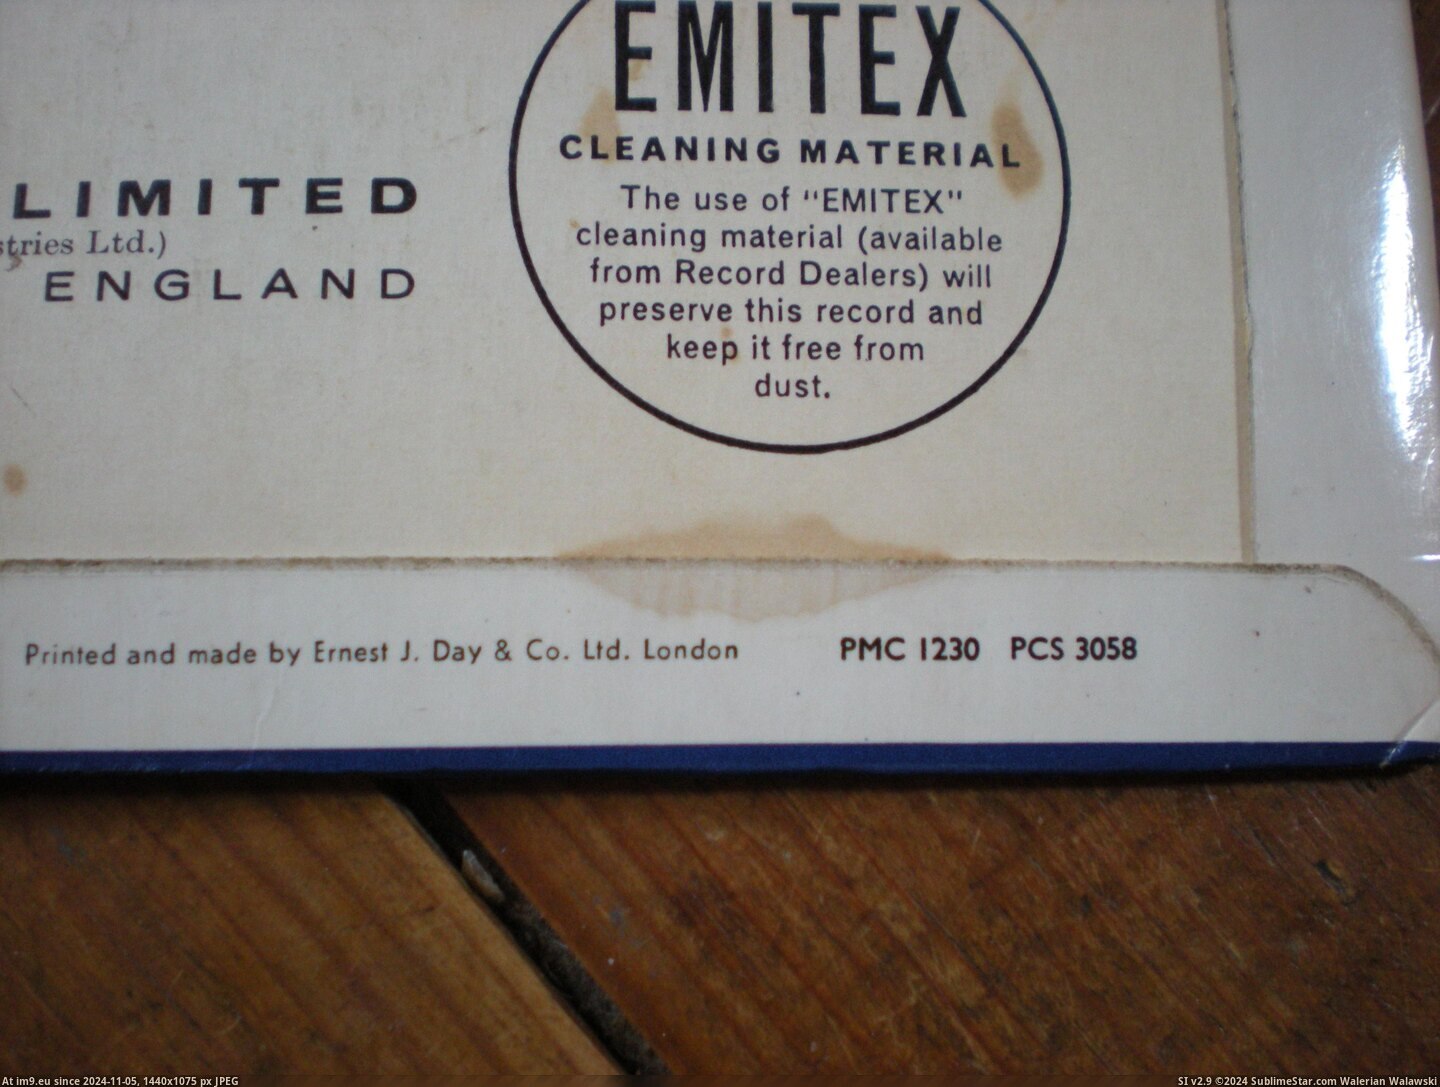 EMITEX
CLEANING MATERIAL
The use of "EMITEX"
cleaning material (available
from Record Dealers) will
preserve this record and
keep it free from
dust.
LIMITED
stries Ltd.)
ENGLAND
Printed and made by Ernest J. Day & Co. Ltd. London PMC 1230 PCS 3058
At im9.eu since 2024-11-05, 1440x1075 px JPEG
SI v2.9 ©2024 SublimeStar.com Walerian Walawski